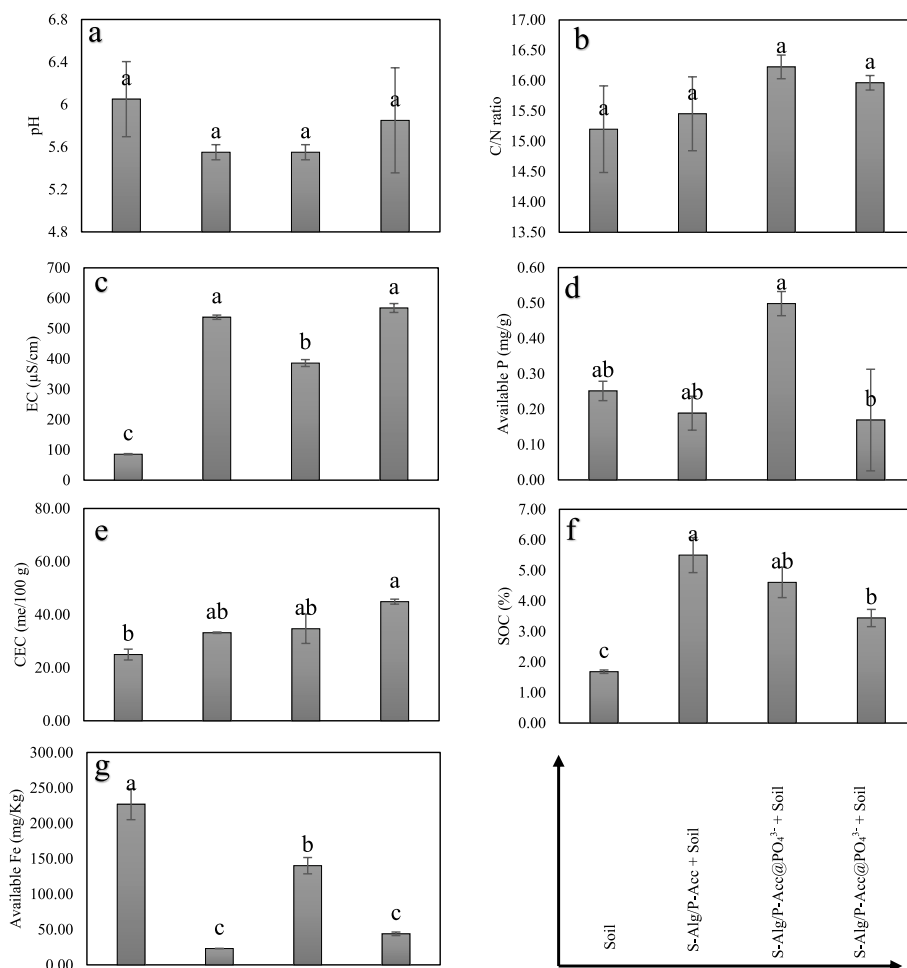 a
pH
6.8
6.4
6
5.6
5.2
4.8
a
a
a
a
b
C/N ratio
17.00
16.50
16.00
15.50
15.00
14.50
14.00
13.50
a
a
a
a
c
EC (µS/cm)
700
600
500
400
300
200
100
0
c
a
b
a
d
Available P (mg/g)
0.60
0.50
0.40
0.30
0.20
0.10
0.00
ab
ab
a
b
e
CEC (me/100 g)
80.00
60.00
40.00
20.00
0.00
b
ab
ab
a
f
SOC (%)
7.00
6.00
5.00
4.00
3.00
2.00
1.00
0.00
c
a
ab
b
g
Available Fe (mg/Kg)
300.00
250.00
200.00
150.00
100.00
50.00
0.00
a
c
b
c
Soil
S-Alg/P-Acc + Soil
S-Alg/P-Acc@PO₄³⁻ + Soil
S-Alg/P-Acc@PO₄³⁻ + Soil